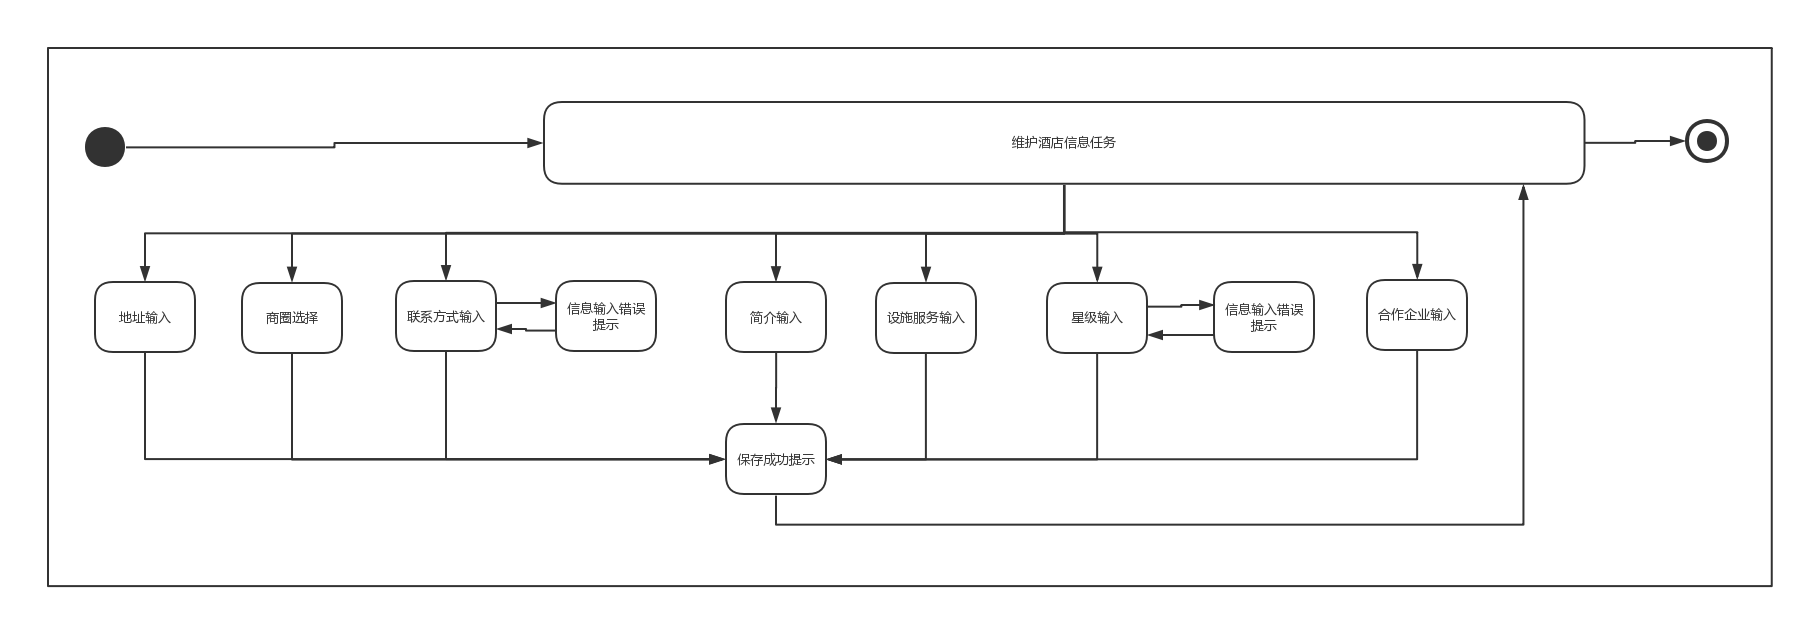 维护酒店信息任务
地址输入
商圈选择
联系方式输入
信息输入错误
提示
简介输入
设施服务输入
星级输入
信息输入错误
提示
合作企业输入
保存成功提示